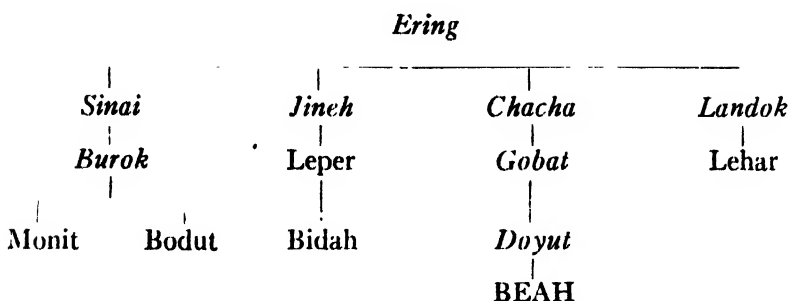 Ering
Sinai Jineh Chacha Landok
Burok Leper Gobat Lehar
Monit Bodut Bidah Doyut
BEAH